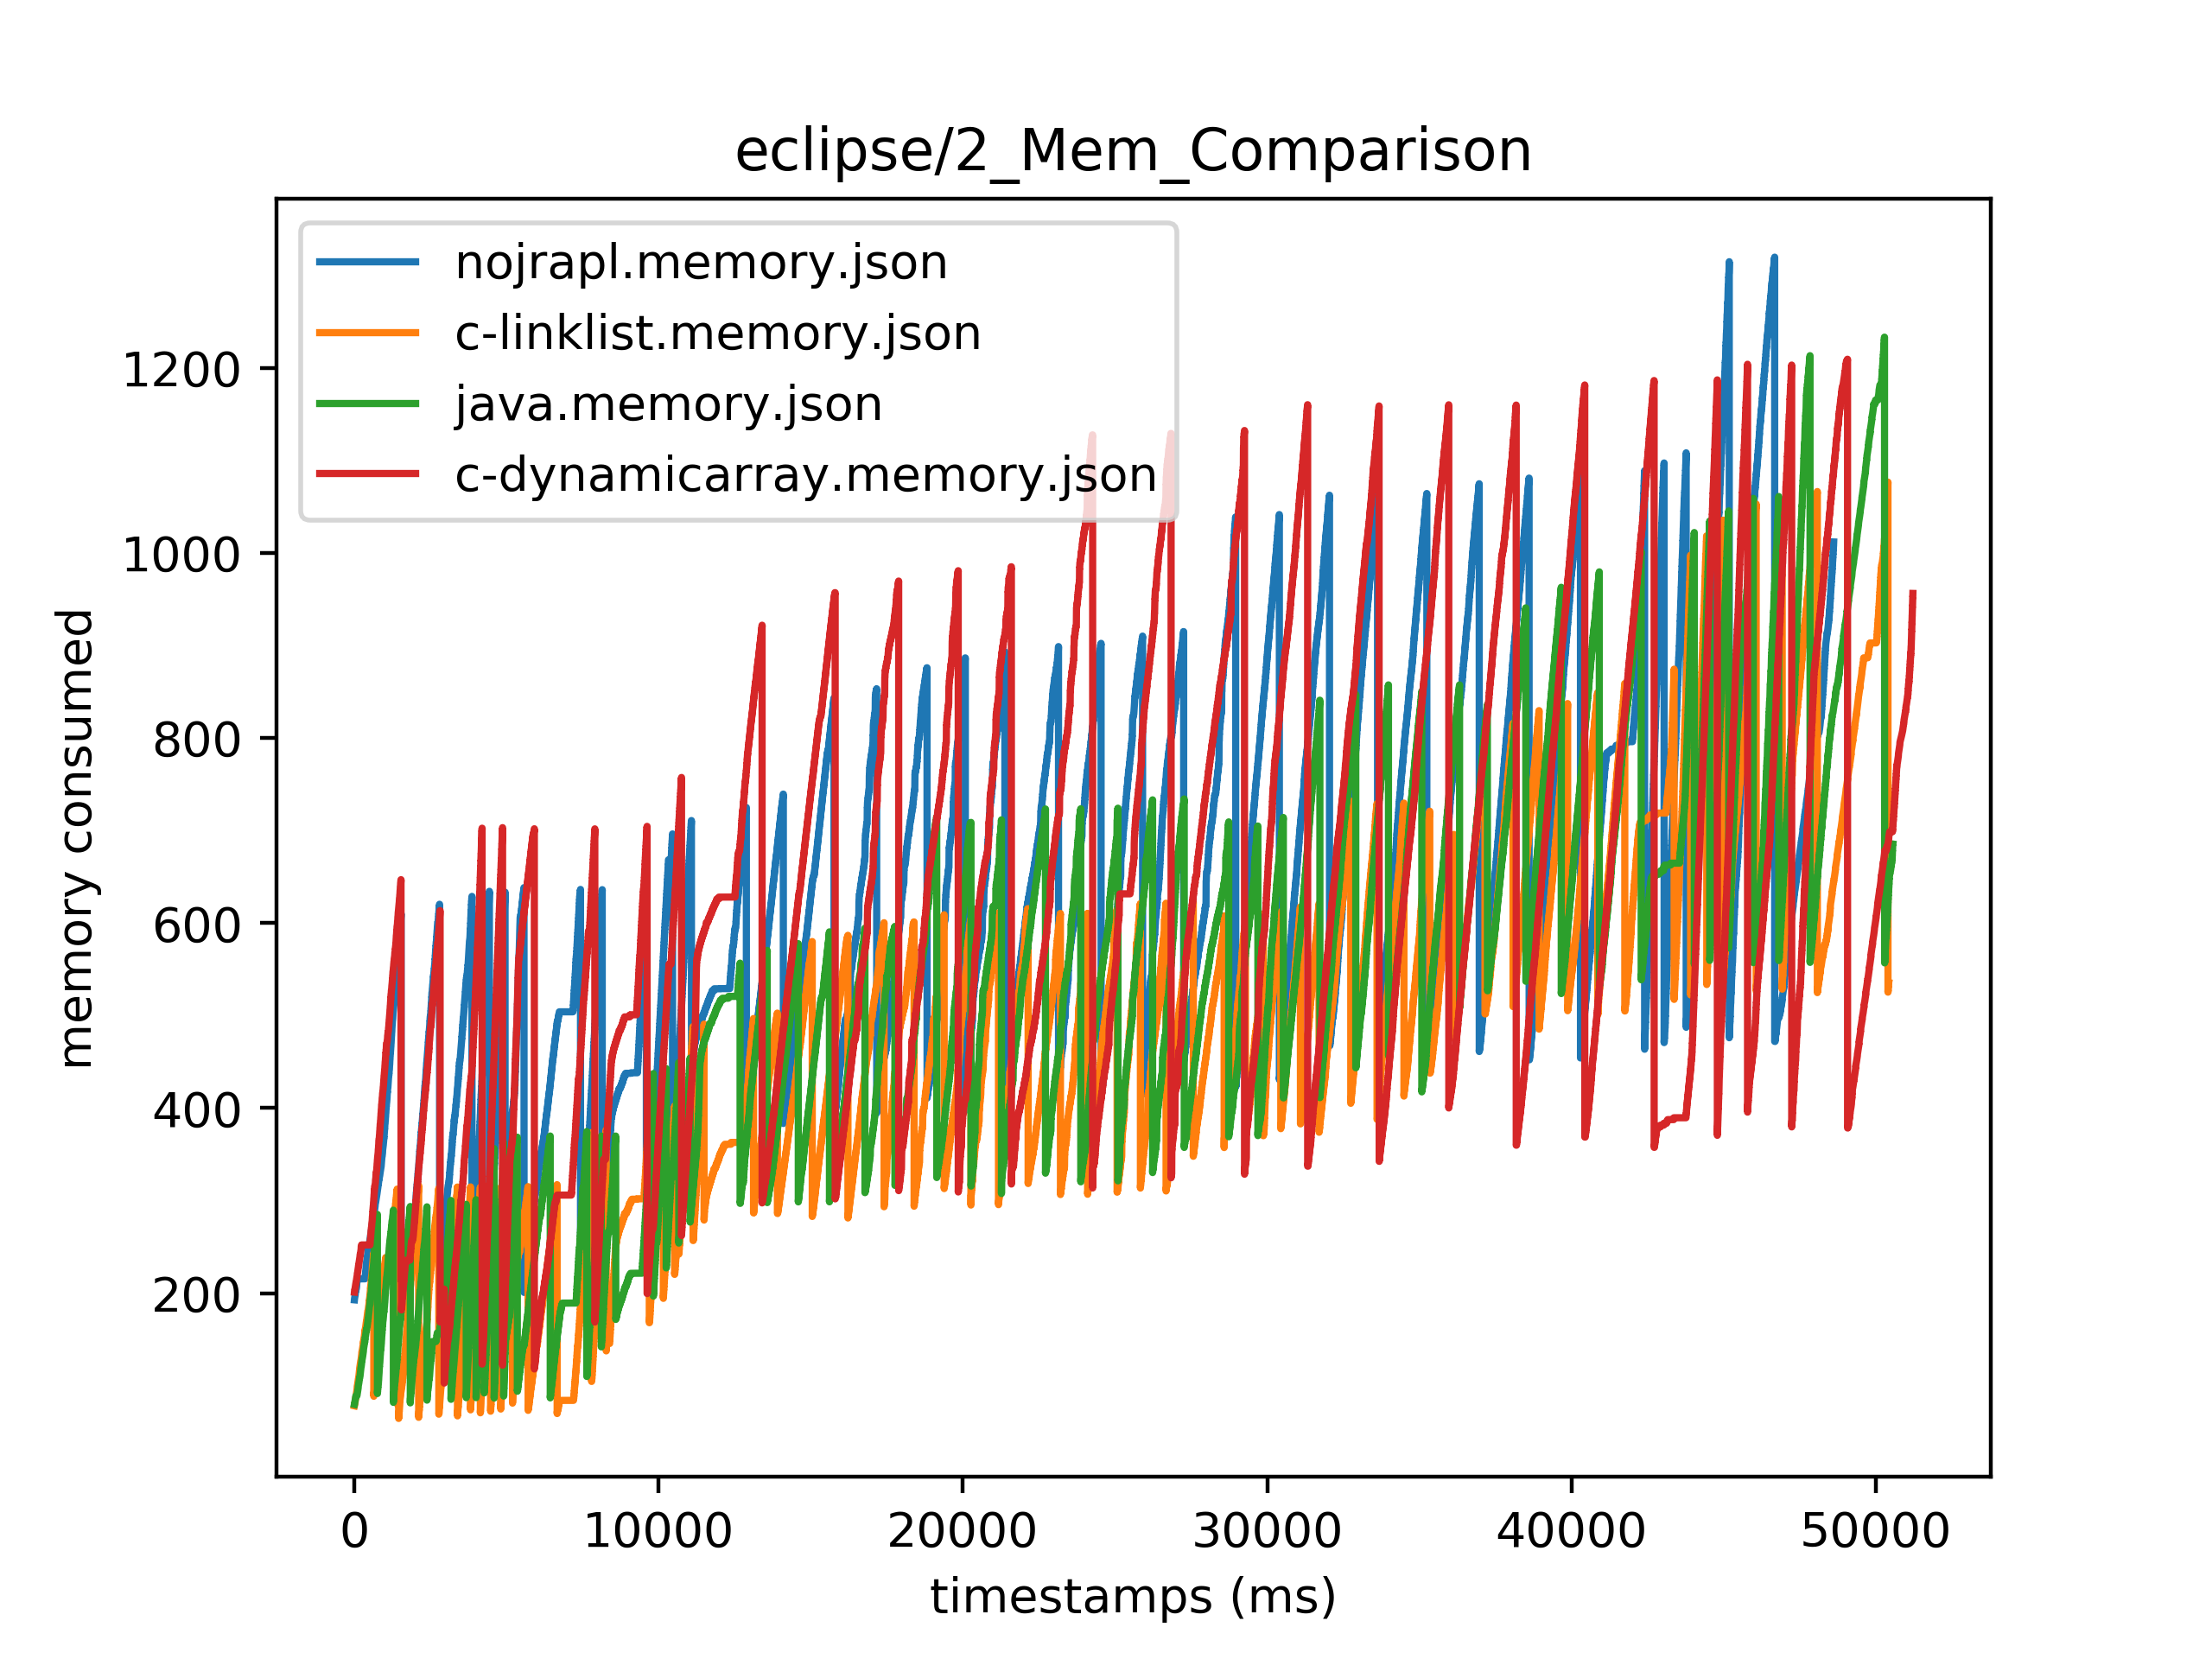 eclipse/2_Mem_Comparison
nojrapl.memory.json
c-linklist.memory.json
java.memory.json
c-dynamicarray.memory.json
memory consumed
1200
1000
800
600
400
200
0 10000 20000 30000 40000 50000
timestamps (ms)